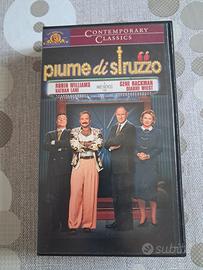 CONTEMPORARY
CLASSICS
piume di struzzo
ROBIN WILLIAMS
GENE HACKMAN
NATHAN LANE
DIANNE WIEST
subito